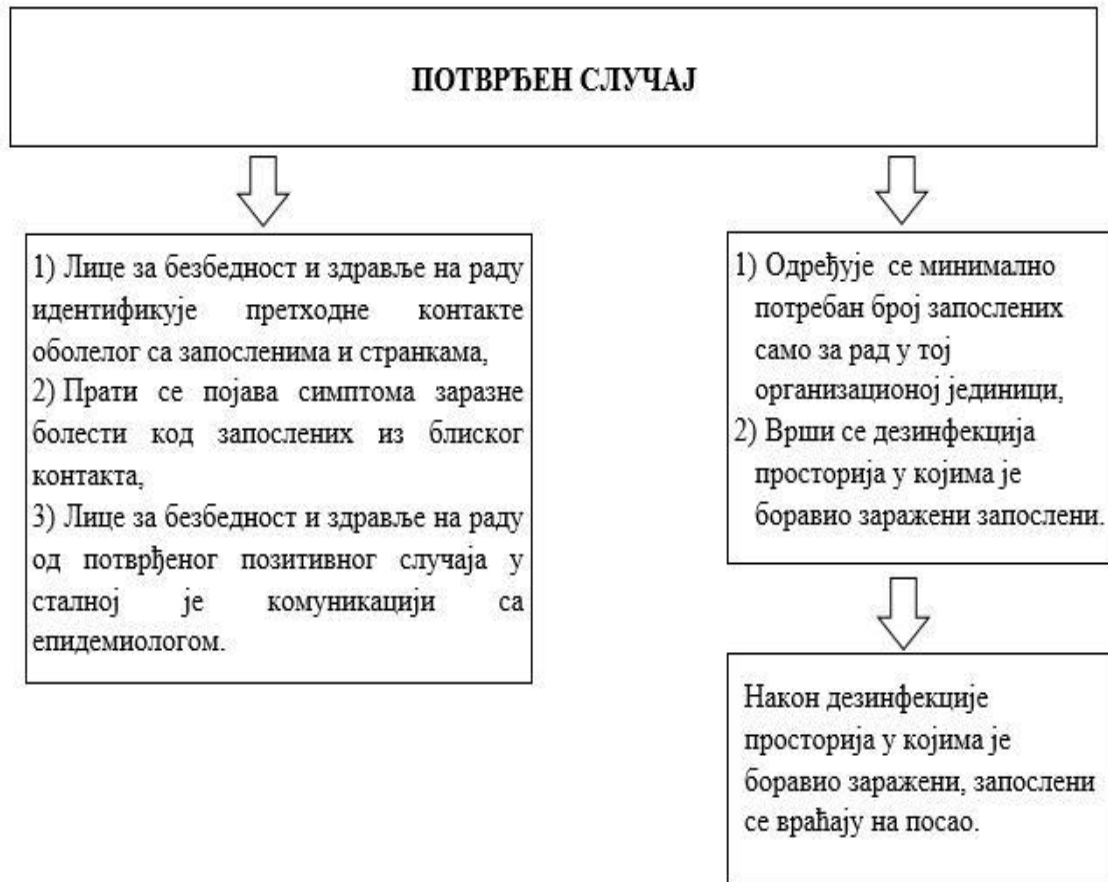 ПОТВРЂЕН СЛУЧАЈ
1) Лице за безбедност и здравље на раду
идентификује претходне контакте
оболелог са запосленима и странкама,
2) Прати се појава симптома заразне
болести код запослених из блиског
контакта,
3) Лице за безбедност и здравље на раду
од потврђеног позитивног случаја у
сталној је комуникацији са
епидемиологом.
1) Одређује се минимално
потребан број запослених
само за рад у тој
организационој јединици,
2) Врши се дезинфекција
просторија у којима је
боравио заражени запослени.
Након дезинфекције
просторија у којима је
боравио заражени, запослени
се враћају на посао.